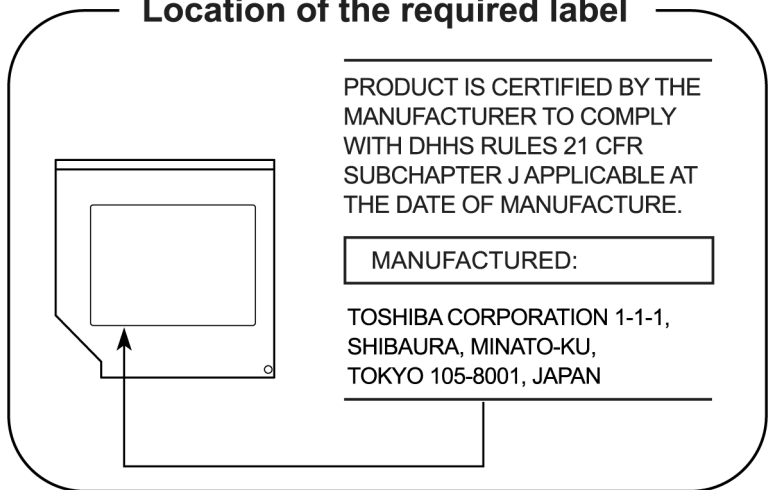 Location of the required label
PRODUCT IS CERTIFIED BY THE
MANUFACTURER TO COMPLY
WITH DHHS RULES 21 CFR
SUBCHAPTER J APPLICABLE AT
THE DATE OF MANUFACTURE.
MANUFACTURED:
TOSHIBA CORPORATION 1-1-1,
SHIBAURA, MINATO-KU,
TOKYO 105-8001, JAPAN